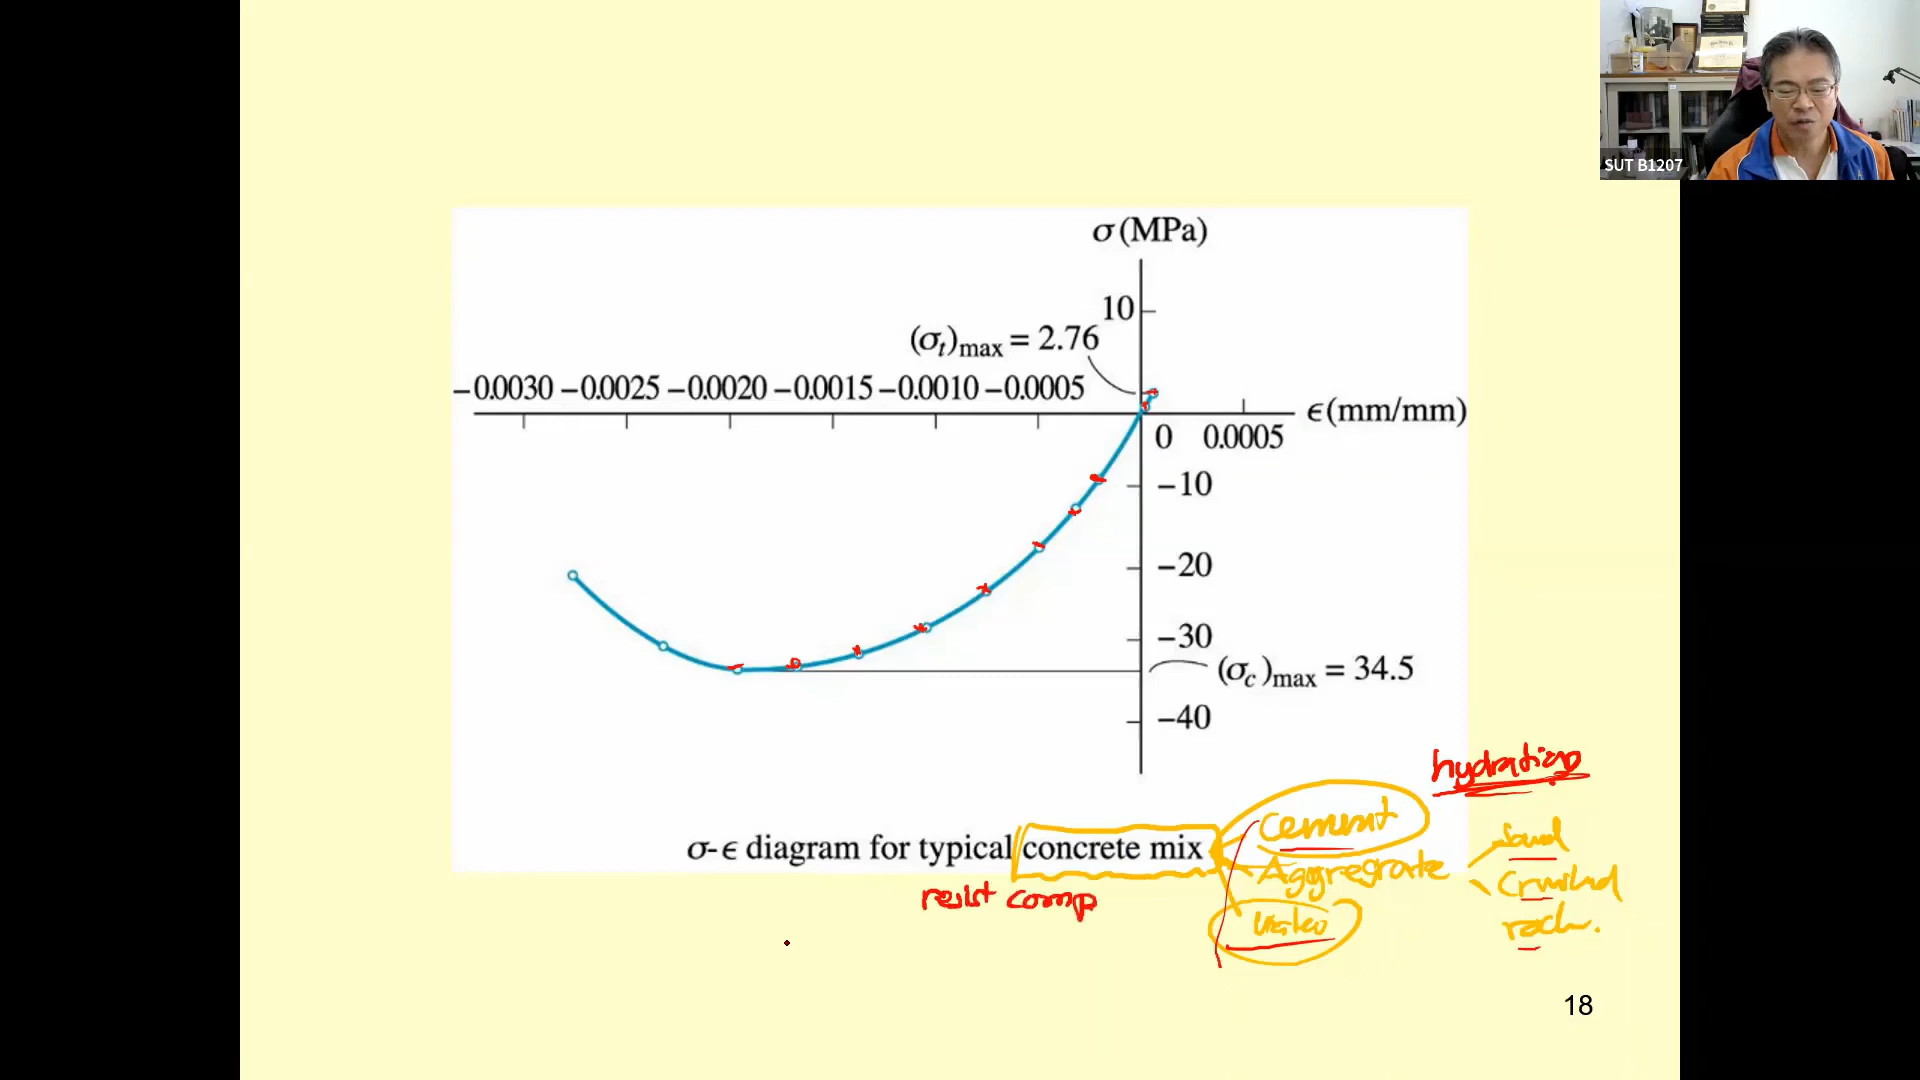 SUT B1207
σ (MPa)
10
(σt)max = 2.76
−0.0030 −0.0025 −0.0020 −0.0015 −0.0010 −0.0005
ϵ (mm/mm)
0 0.0005
−10
−20
−30
(σc)max = 34.5
−40
hydration
cement
σ-ϵ diagram for typical concrete mix
Sand
Aggregrate
Crushed
resist comp
rock.
18